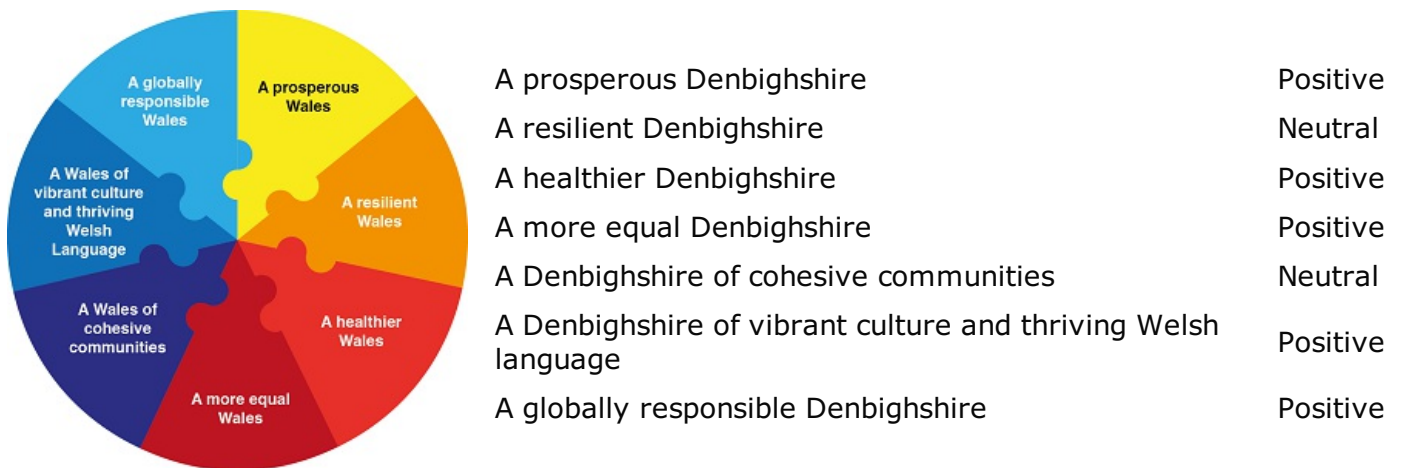 A globally
responsible
Wales
A prosperous
Wales
A resilient
Wales
A healthier
Wales
A more equal
Wales
A Wales of
cohesive
communities
A Wales of
vibrant culture
and thriving
Welsh
Language
A prosperous Denbighshire Positive
A resilient Denbighshire Neutral
A healthier Denbighshire Positive
A more equal Denbighshire Positive
A Denbighshire of cohesive communities Neutral
A Denbighshire of vibrant culture and thriving Welsh
language Positive
A globally responsible Denbighshire Positive